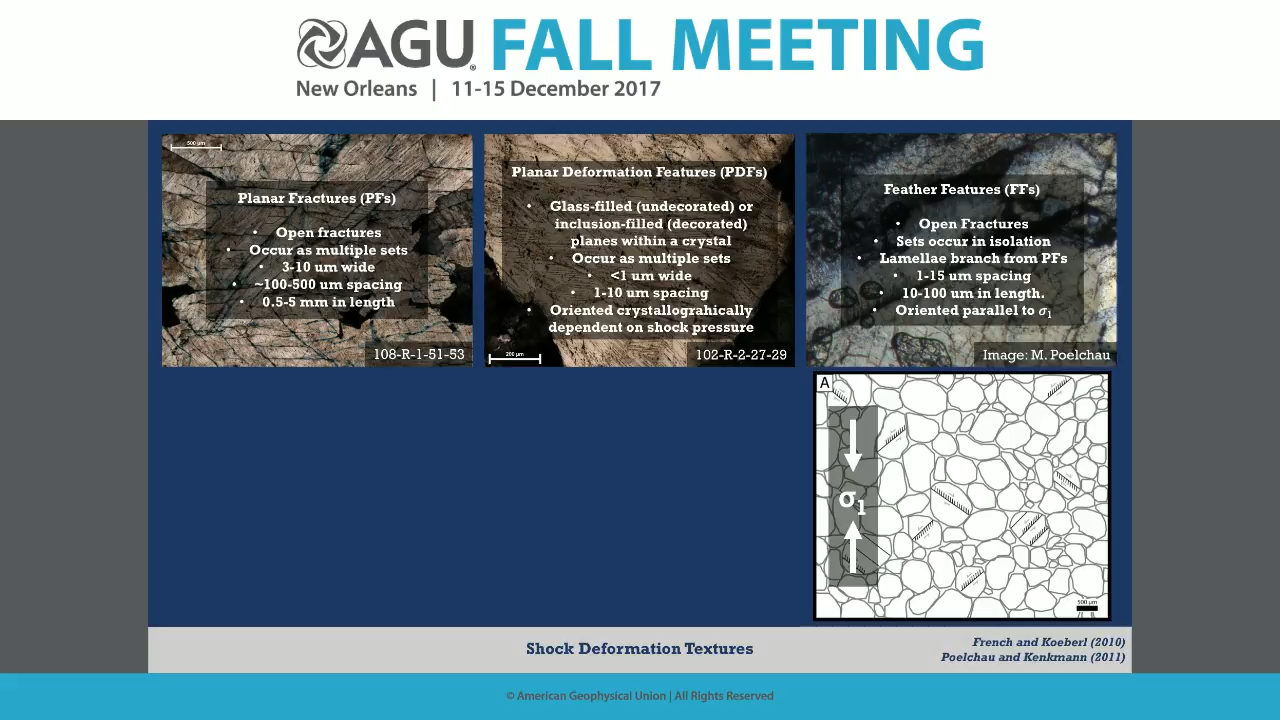 AGU FALL MEETING
New Orleans | 11-15 December 2017
500 µm
Planar Fractures (PFs)
• Open fractures
• Occur as multiple sets
• 3-10 um wide
• ~100-500 um spacing
• 0.5-5 mm in length
108-R-1-51-53
Planar Deformation Features (PDFs)
• Glass-filled (undecorated) or
inclusion-filled (decorated)
planes within a crystal
• Occur as multiple sets
• <1 um wide
• 1-10 um spacing
• Oriented crystallograhically
dependent on shock pressure
200 µm
102-R-2-27-29
Feather Features (FFs)
• Open Fractures
• Sets occur in isolation
• Lamellae branch from PFs
• 1-15 um spacing
• 10-100 um in length.
• Oriented parallel to σ1
Image: M. Poelchau
A
σ1
500 µm
Shock Deformation Textures
French and Koeberl (2010)
Poelchau and Kenkmann (2011)
© American Geophysical Union | All Rights Reserved